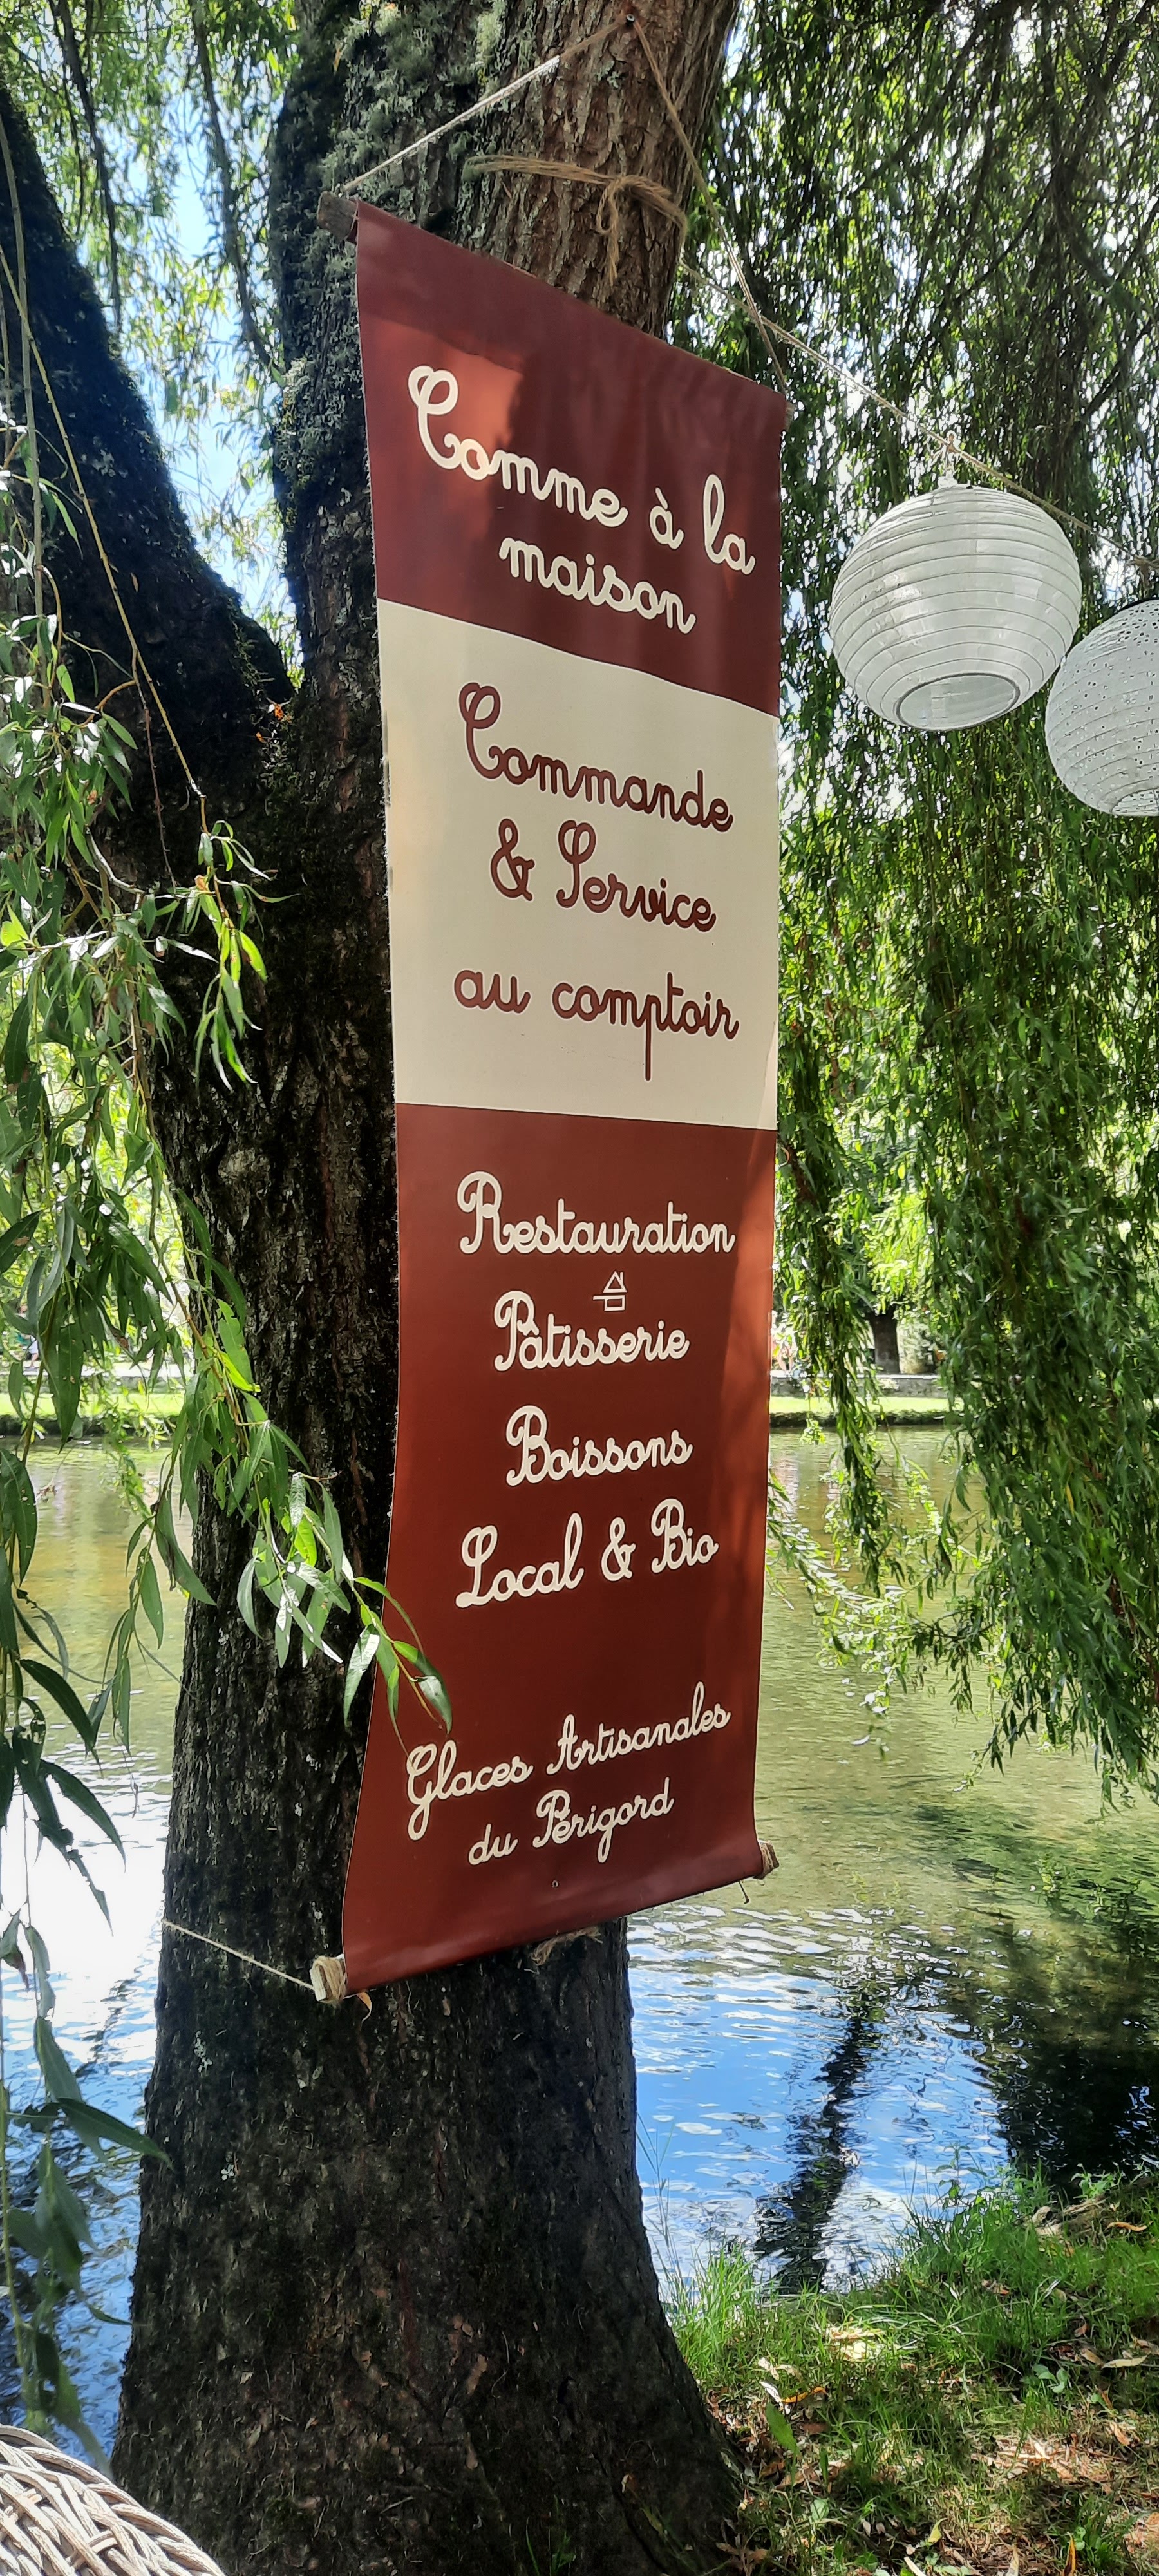 Comme à la
maison
Commande
& Service
au comptoir
Restauration
Pâtisserie
Boissons
Local & Bio
Glaces Artisanales
du Périgord